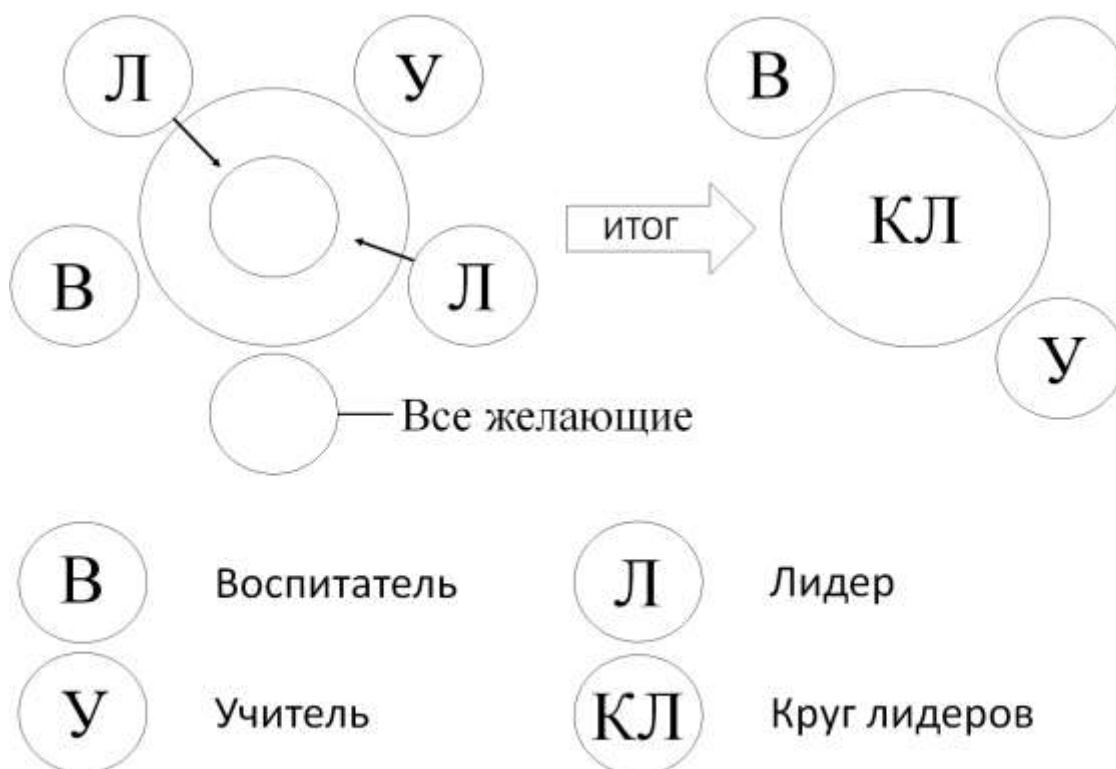 Л
У
В
КЛ
ИТОГ
В
Л
У
Все желающие
В Воспитатель
Л Лидер
У Учитель
КЛ Круг лидеров